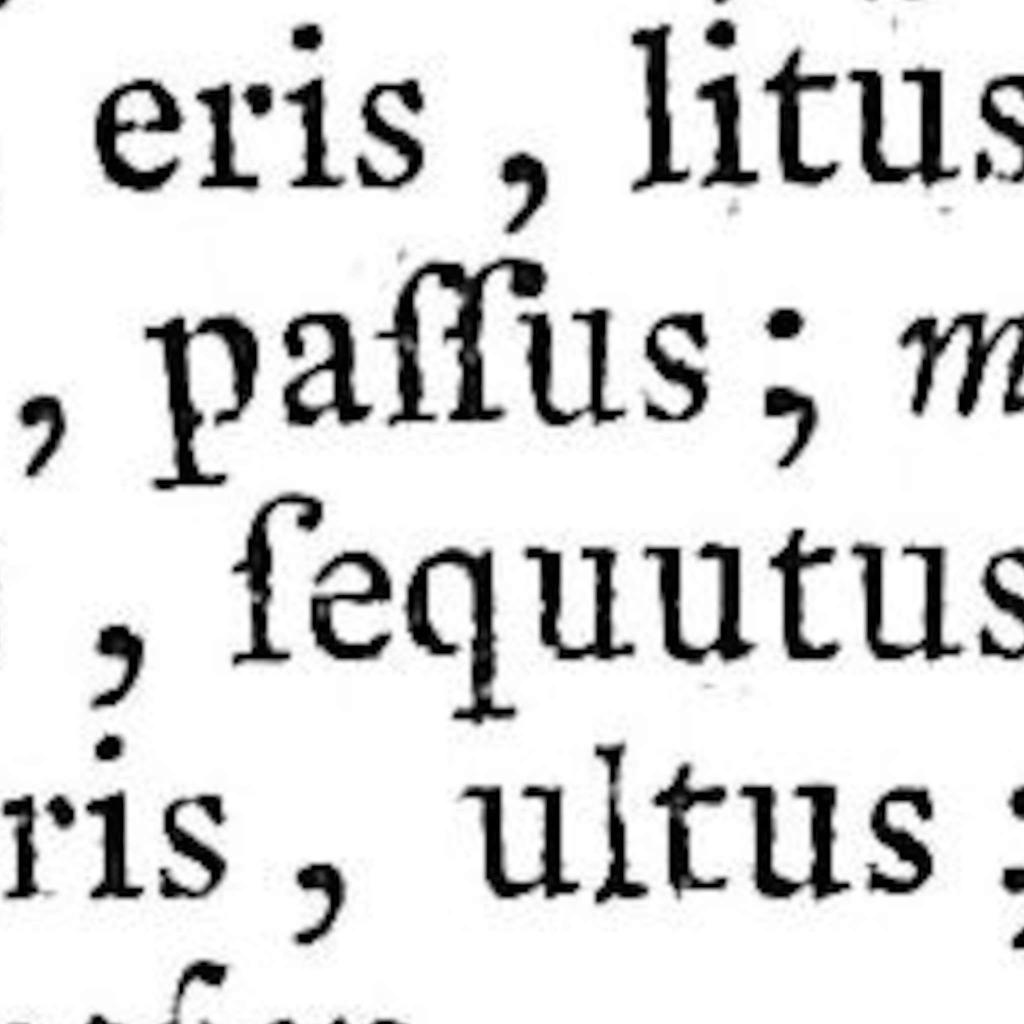 eris , litus
, paſſus ; m
, ſequutus
ris , ultus ;